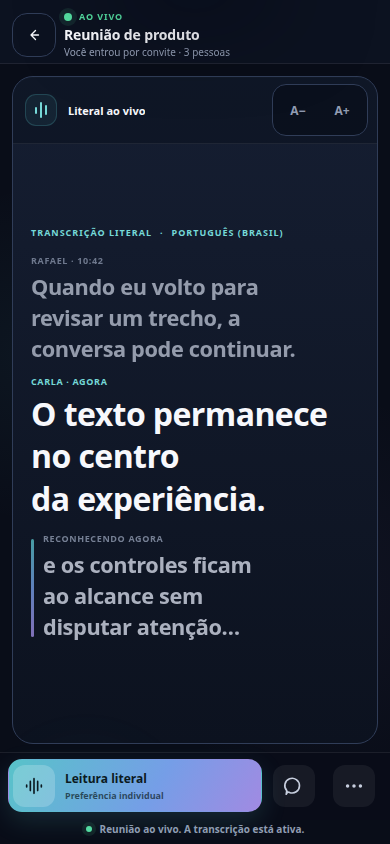 AO VIVO
Reunião de produto
Você entrou por convite · 3 pessoas
Literal ao vivo
A− A+
TRANSCRIÇÃO LITERAL · PORTUGUÊS (BRASIL)
RAFAEL · 10:42
Quando eu volto para
revisar um trecho, a
conversa pode continuar.
CARLA · AGORA
O texto permanece
no centro
da experiência.
RECONHECENDO AGORA
e os controles ficam
ao alcance sem
disputar atenção...
Leitura literal
Preferência individual
Reunião ao vivo. A transcrição está ativa.